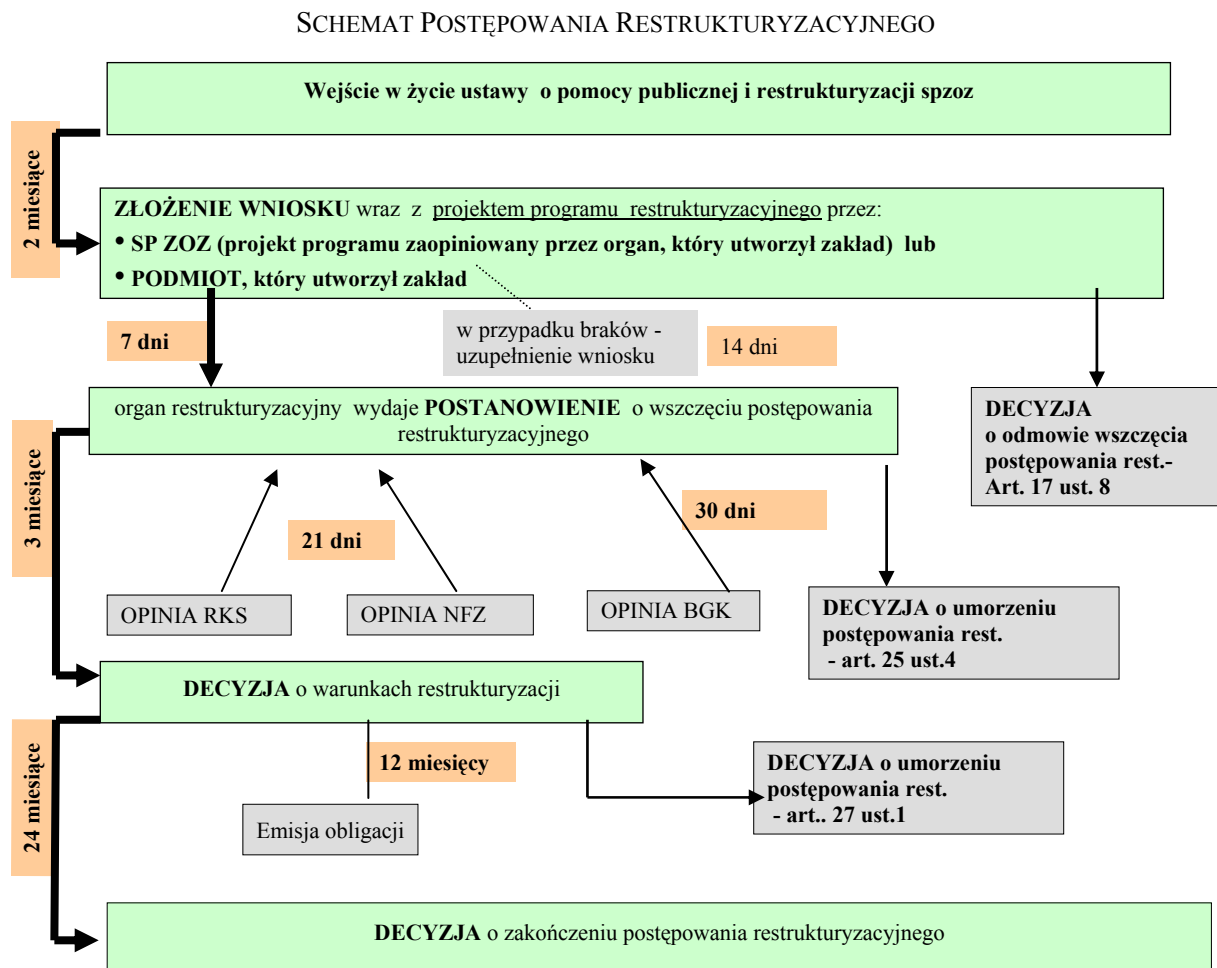 SCHEMAT POSTĘPOWANIA RESTRUKTURYZACYJNEGO
Wejście w życie ustawy o pomocy publicznej i restrukturyzacji spzoz
2 miesiące
ZŁOŻENIE WNIOSKU wraz z projektem programu restrukturyzacyjnego przez:
• SP ZOZ (projekt programu zaopiniowany przez organ, który utworzył zakład) lub
• PODMIOT, który utworzył zakład
7 dni
w przypadku braków -
uzupełnienie wniosku
14 dni
organ restrukturyzacyjny wydaje POSTANOWIENIE o wszczęciu postępowania
restrukturyzacyjnego
DECYZJA
o odmowie wszczęcia
postępowania rest.-
Art. 17 ust. 8
3 miesiące
21 dni
30 dni
OPINIA RKS
OPINIA NFZ
OPINIA BGK
DECYZJA o umorzeniu
postępowania rest.
- art. 25 ust.4
DECYZJA o warunkach restrukturyzacji
24 miesiące
12 miesięcy
Emisja obligacji
DECYZJA o umorzeniu
postępowania rest.
- art.. 27 ust.1
DECYZJA o zakończeniu postępowania restrukturyzacyjnego